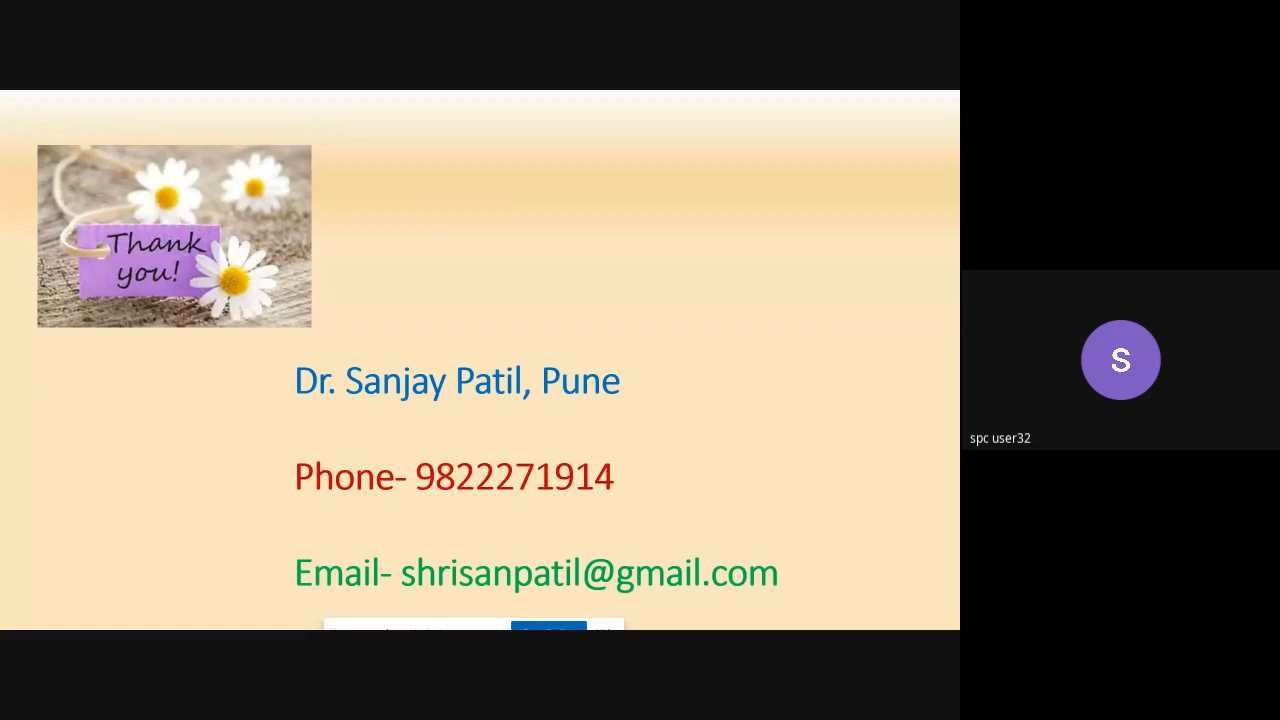 Thank
you!
Dr. Sanjay Patil, Pune
Phone- 9822271914
Email- shrisanpatil@gmail.com
S
spc user32